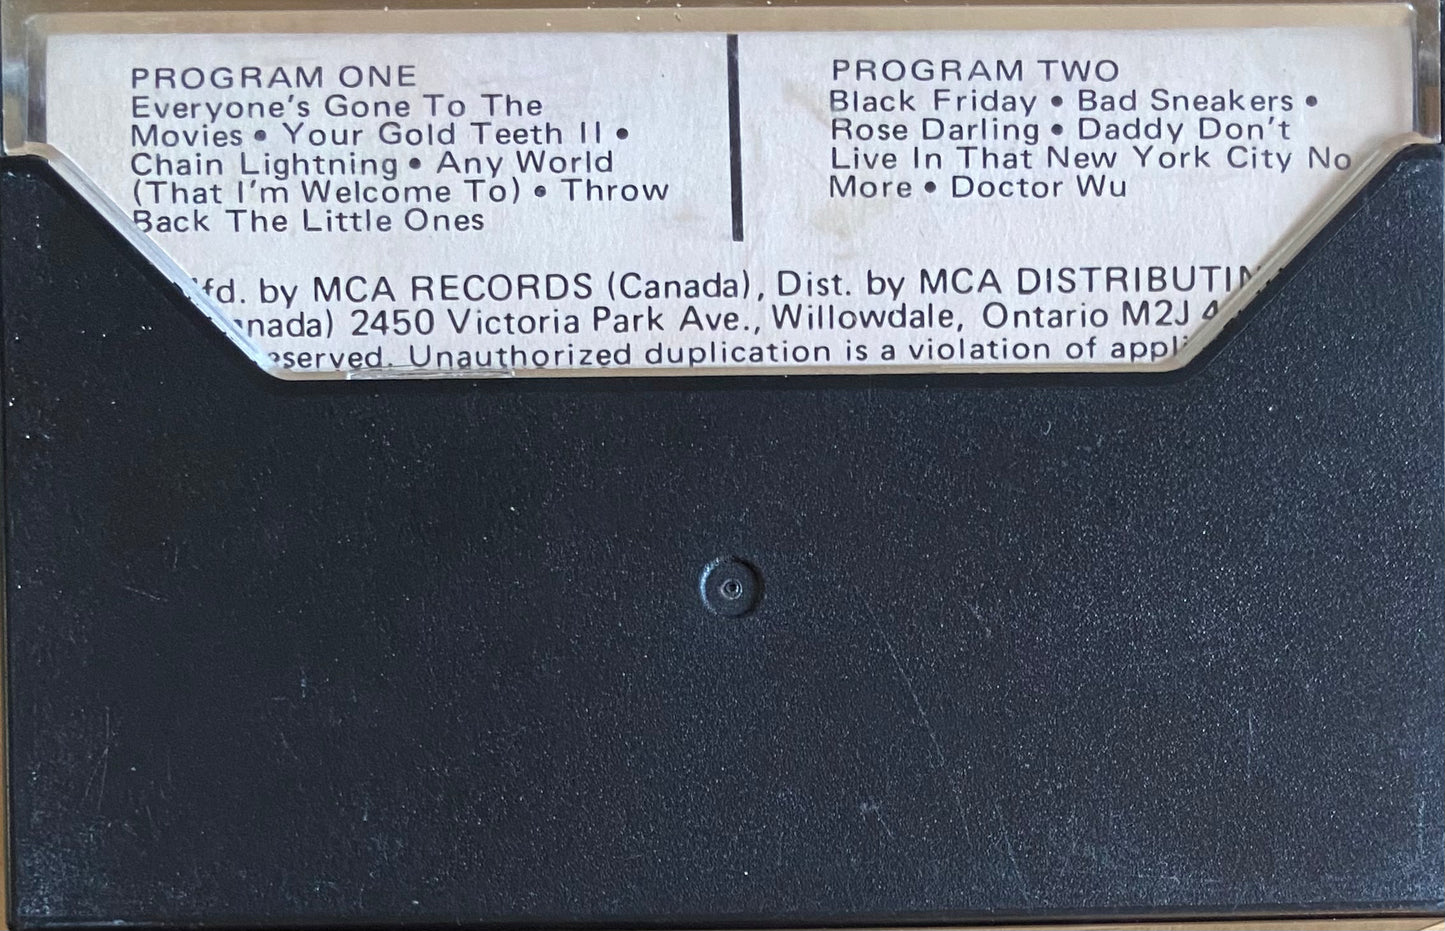 PROGRAM ONE
Everyone's Gone To The
Movies • Your Gold Teeth II •
Chain Lightning • Any World
(That I'm Welcome To) • Throw
Back The Little Ones
PROGRAM TWO
Black Friday • Bad Sneakers •
Rose Darling • Daddy Don't
Live In That New York City No
More • Doctor Wu
by MCA RECORDS (Canada), Dist. by MCA
2450 Victoria Park Ave., Willowdale, Ontario M2J
Unauthorized duplication is a violation of